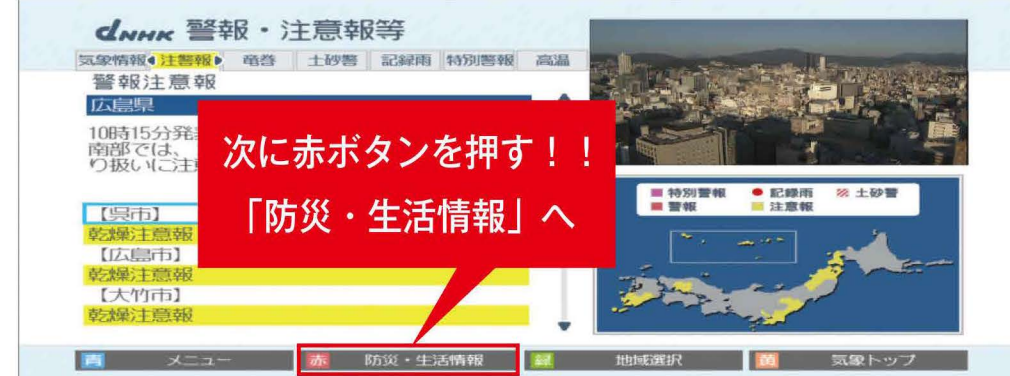 dNHK 警報・注意報等
気象情報 注警報 竜巻 土砂警 記録雨 特別警報 高温
警報注意報
広島県
10時15分発
南部では、
り扱いに注
【呉市】
乾燥注意報
【広島市】
乾燥注意報
【大竹市】
乾燥注意報
次に赤ボタンを押す！！
「防災・生活情報」へ
特別警報 記録雨 土砂警
警報 注意報
青 メニュー 赤 防災・生活情報 緑 地域選択 黄 気象トップ